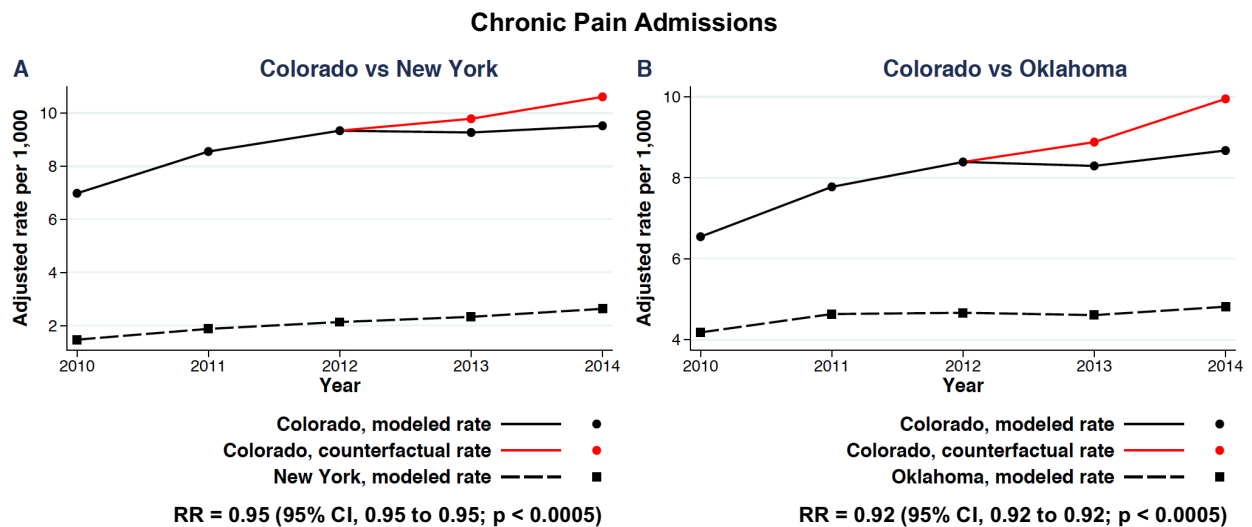 Chronic Pain Admissions
A
Colorado vs New York
Adjusted rate per 1,000
10
8
6
4
2
2010 2011 2012 2013 2014
Year
Colorado, modeled rate
Colorado, counterfactual rate
New York, modeled rate
RR = 0.95 (95% CI, 0.95 to 0.95; p < 0.0005)
B
Colorado vs Oklahoma
Adjusted rate per 1,000
10
8
6
4
2010 2011 2012 2013 2014
Year
Colorado, modeled rate
Colorado, counterfactual rate
Oklahoma, modeled rate
RR = 0.92 (95% CI, 0.92 to 0.92; p < 0.0005)